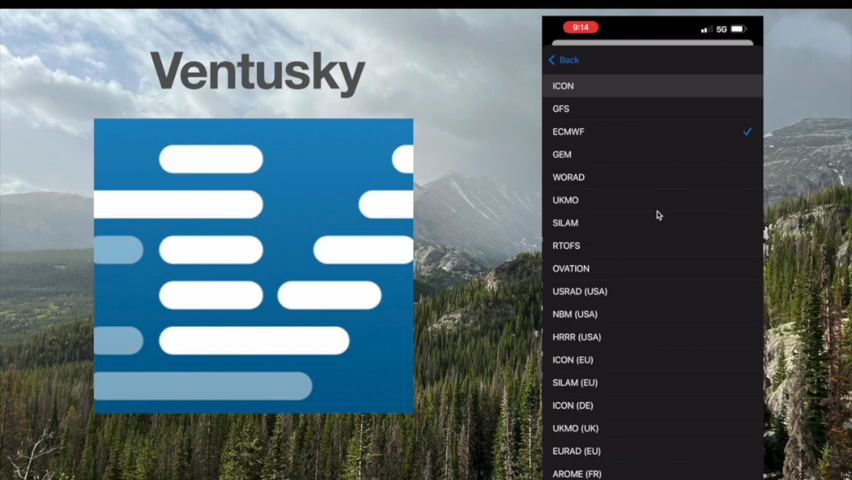 Ventusky
9:14
5G
Back
ICON
GFS
ECMWF
GEM
WORAD
UKMO
SILAM
RTOFS
OVATION
USRAD (USA)
NBM (USA)
HRRR (USA)
ICON (EU)
SILAM (EU)
ICON (DE)
UKMO (UK)
EURAD (EU)
AROME (FR)